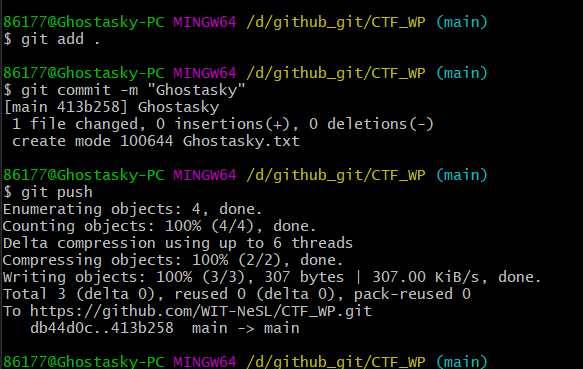 86177@Ghostasky-PC MINGW64 /d/github_git/CTF_WP (main)
$ git add .
86177@Ghostasky-PC MINGW64 /d/github_git/CTF_WP (main)
$ git commit -m "Ghostasky"
[main 413b258] Ghostasky
 1 file changed, 0 insertions(+), 0 deletions(-)
 create mode 100644 Ghostasky.txt
86177@Ghostasky-PC MINGW64 /d/github_git/CTF_WP (main)
$ git push
Enumerating objects: 4, done.
Counting objects: 100% (4/4), done.
Delta compression using up to 6 threads
Compressing objects: 100% (2/2), done.
Writing objects: 100% (3/3), 307 bytes | 307.00 KiB/s, done.
Total 3 (delta 0), reused 0 (delta 0), pack-reused 0
To https://github.com/WIT-NeSL/CTF_WP.git
   db44d0c..413b258  main -> main
86177@Ghostasky-PC MINGW64 /d/github_git/CTF_WP (main)